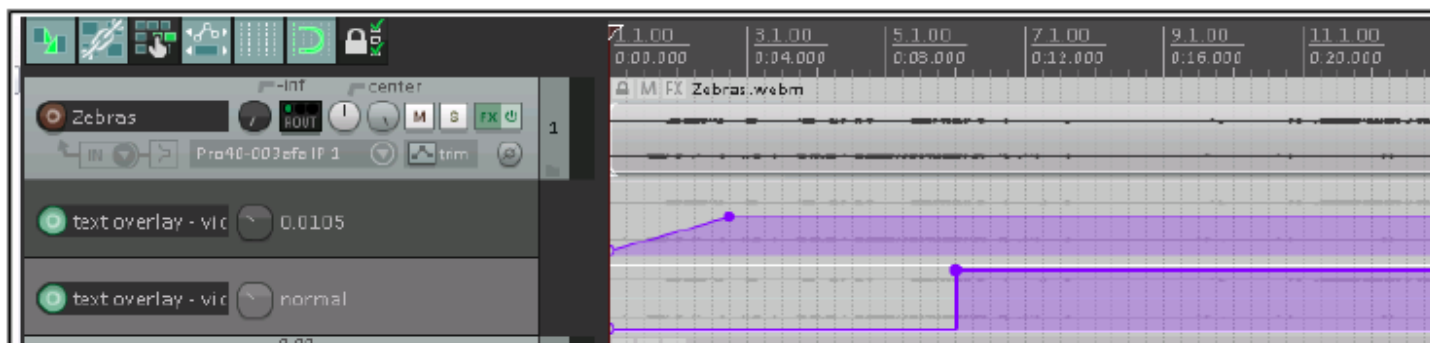 1.1.00 3.1.00 5.1.00 7.1.00 9.1.00 11.1.00
0:00.000 0:04.000 0:08.000 0:12.000 0:16.000 0:20.000
-inf center
M FX Zebras.webm
Zebras ROUT M S FX
1
IN Pro40-003efe IP 1 trim
text overlay - vic 0.0105
text overlay - vic normal